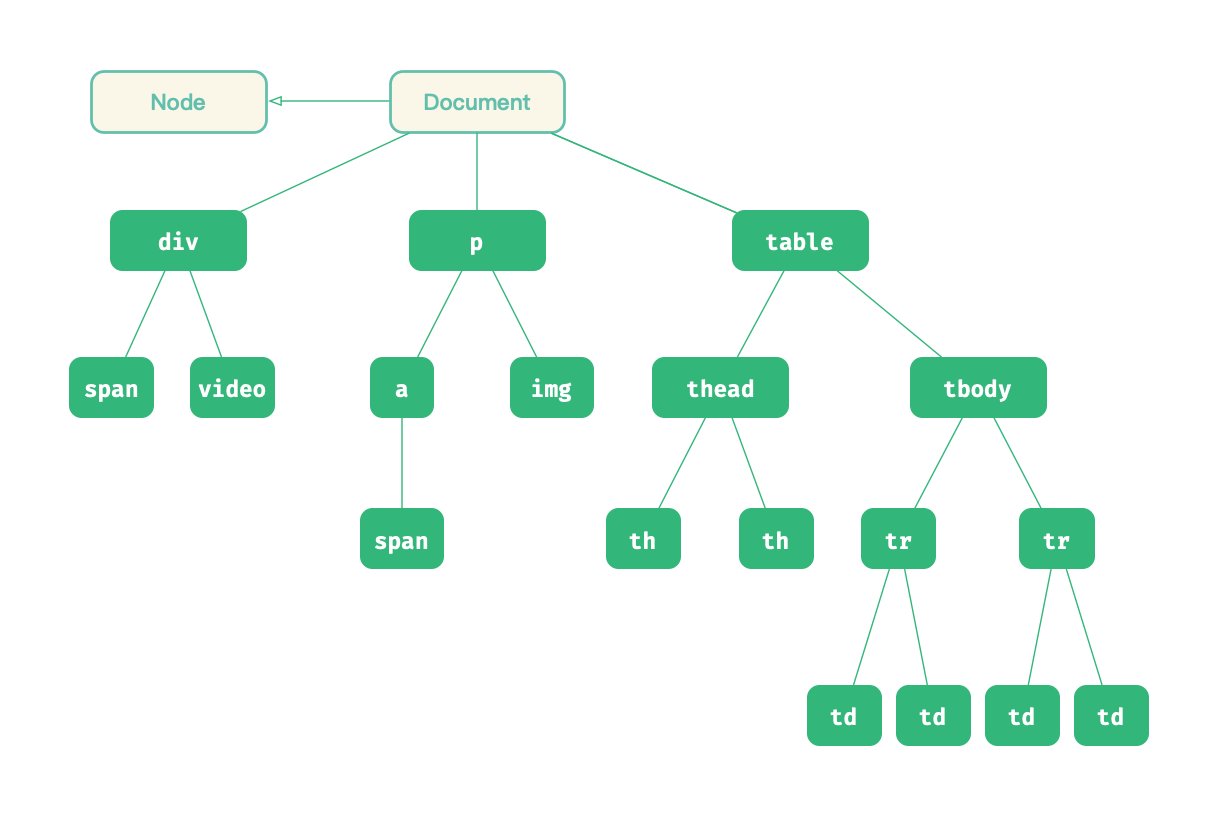 Node
Document
div
p
table
span
video
a
img
thead
tbody
span
th
th
tr
tr
td
td
td
td